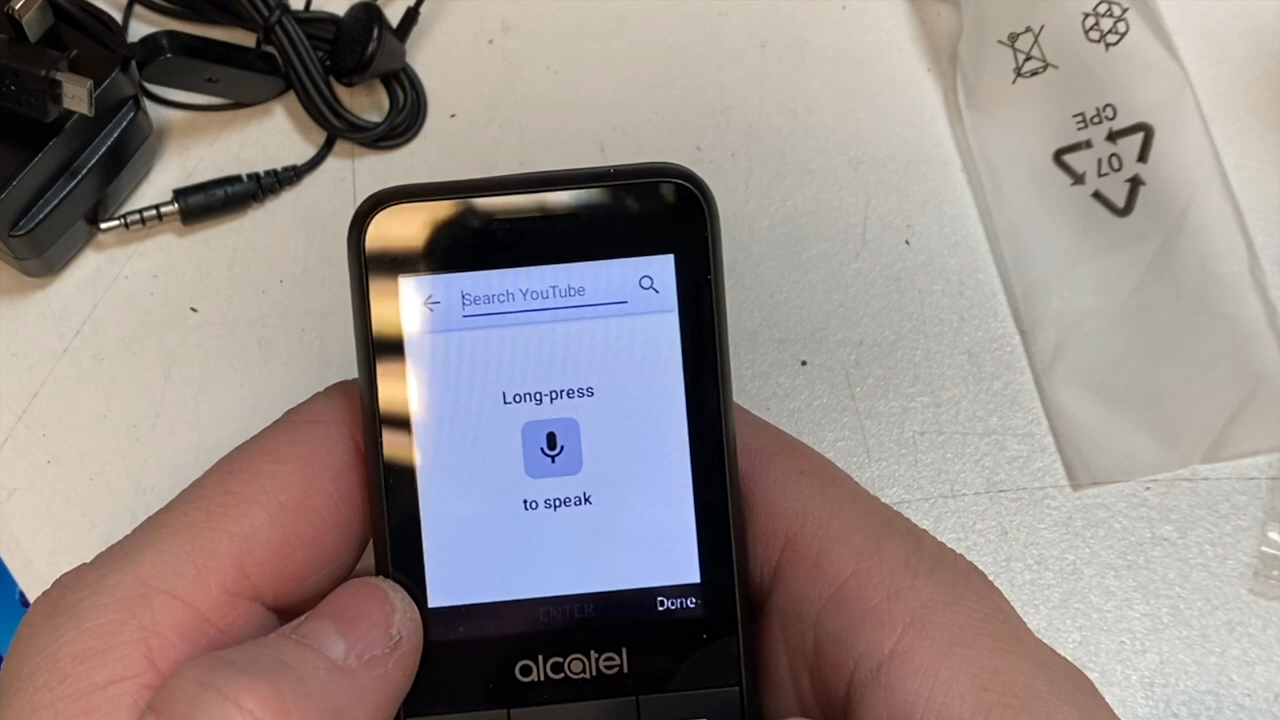 Search YouTube
Long-press
to speak
ENTER
Done
alcatel
CPE
07